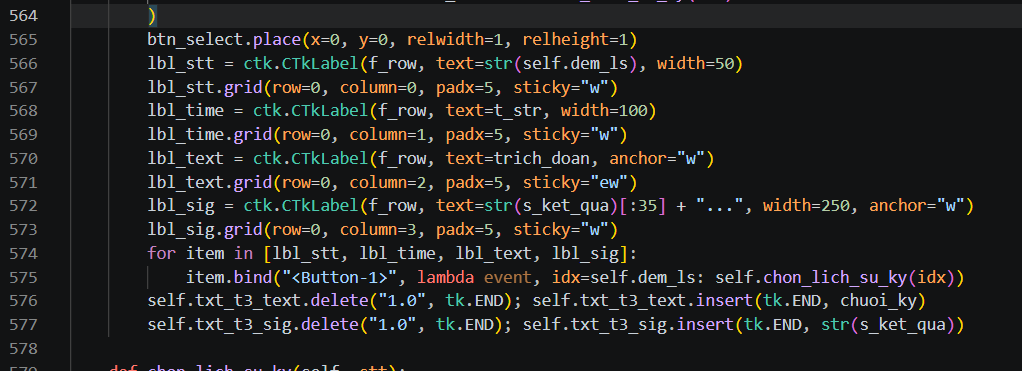 564 )
565 btn_select.place(x=0, y=0, relwidth=1, relheight=1)
566 lbl_stt = ctk.CTkLabel(f_row, text=str(self.dem_ls), width=50)
567 lbl_stt.grid(row=0, column=0, padx=5, sticky="w")
568 lbl_time = ctk.CTkLabel(f_row, text=t_str, width=100)
569 lbl_time.grid(row=0, column=1, padx=5, sticky="w")
570 lbl_text = ctk.CTkLabel(f_row, text=trich_doan, anchor="w")
571 lbl_text.grid(row=0, column=2, padx=5, sticky="ew")
572 lbl_sig = ctk.CTkLabel(f_row, text=str(s_ket_qua)[:35] + "...", width=250, anchor="w")
573 lbl_sig.grid(row=0, column=3, padx=5, sticky="w")
574 for item in [lbl_stt, lbl_time, lbl_text, lbl_sig]:
575 item.bind("<Button-1>", lambda event, idx=self.dem_ls: self.chon_lich_su_ky(idx))
576 self.txt_t3_text.delete("1.0", tk.END); self.txt_t3_text.insert(tk.END, chuoi_ky)
577 self.txt_t3_sig.delete("1.0", tk.END); self.txt_t3_sig.insert(tk.END, str(s_ket_qua))
578